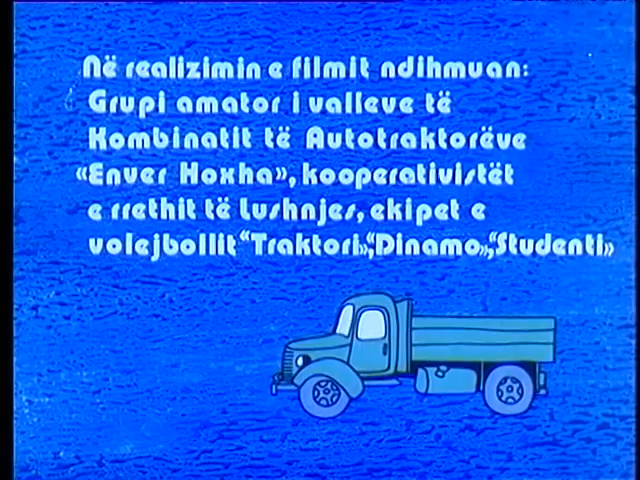 Në realizimin e filmit ndihmuan:
Grupi amator i valleve të
Kombinatit të Autotraktorëve
«Enver Hoxha», kooperativistët
e rrethit të Lushnjes, ekipet e
volejbollit “Traktori», “Dinamo», “Studenti»